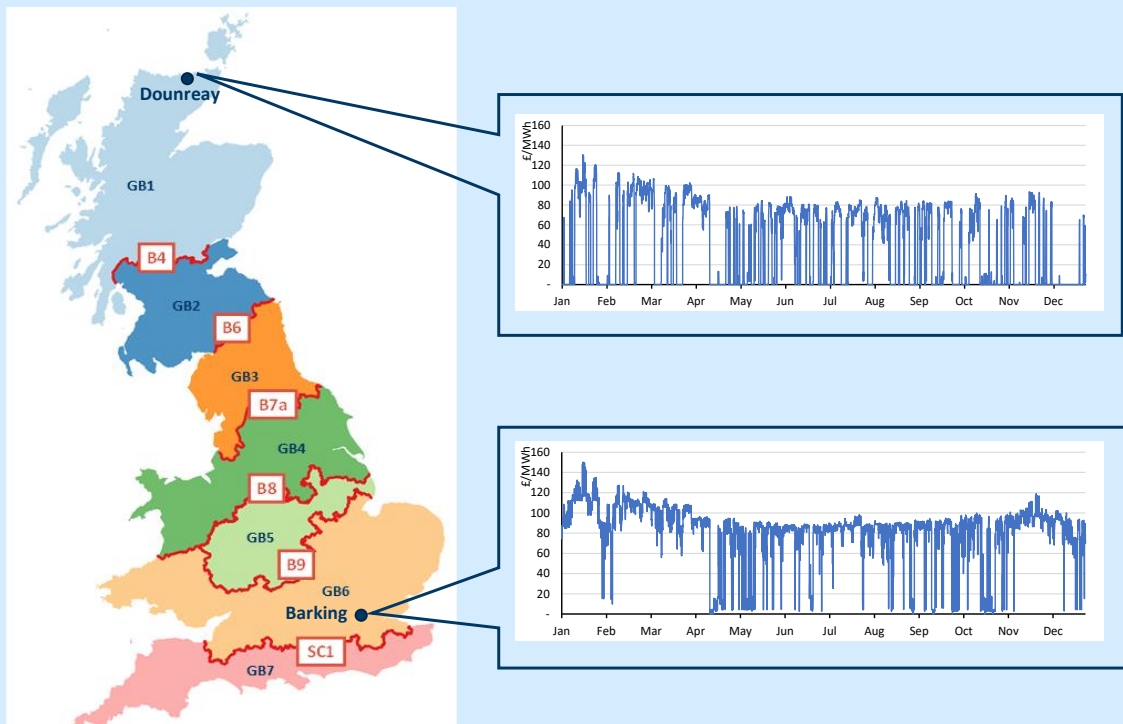 Dounreay
GB1
B4
GB2
B6
GB3
B7a
GB4
B8
GB5
B9
GB6
Barking
SC1
GB7
£/MWh
160
140
120
100
80
60
40
20
-
Jan Feb Mar Apr May Jun Jul Aug Sep Oct Nov Dec
£/MWh
160
140
120
100
80
60
40
20
-
Jan Feb Mar Apr May Jun Jul Aug Sep Oct Nov Dec